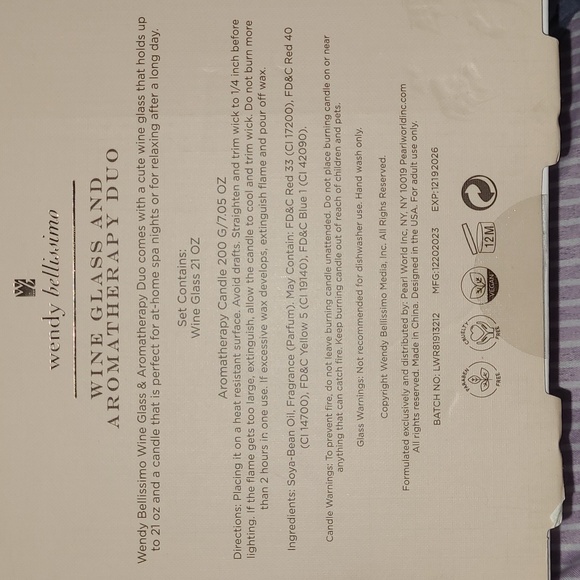 wendy bellissimo
WINE GLASS AND
AROMATHERAPY DUO
Wendy Bellissimo Wine Glass & Aromatherapy Duo comes with a cute wine glass that holds up
to 21 oz and a candle that is perfect for at-home spa nights or for relaxing after a long day.
Set Contains:
Wine Glass 21 OZ
Aromatherapy Candle 200 G/7.05 OZ
Directions: Placing it on a heat resistant surface. Avoid drafts. Straighten and trim wick to 1/4 inch before
lighting. If the flame gets too large, extinguish, allow the candle to cool and trim wick. Do not burn more
than 2 hours in one use. If excessive wax develops, extinguish flame and pour off wax.
Ingredients: Soya-Bean Oil, Fragrance (Parfum). May Contain: FD&C Red 33 (CI 17200), FD&C Red 40
(CI 14700), FD&C Yellow 5 (CI 19140), FD&C Blue 1 (CI 42090).
Candle Warnings: To prevent fire, do not leave burning candle unattended. Do not place burning candle on or near
anything that can catch fire. Keep burning candle out of reach of children and pets.
Glass Warnings: Not recommended for dishwasher use. Hand wash only.
Copyright Wendy Bellissimo Media, Inc. All Righs Reserved.
Formulated exclusively and distributed by: Pearl World Inc, NY, NY 10019 Pearlworldinc.com
All rights reserved. Made in China. Designed in the USA. For adult use only.
BATCH NO: LWR81913212 MFG:12202023 EXP:12192026
PARABEN FREE
CRUELTY FREE
VEGAN
12 M